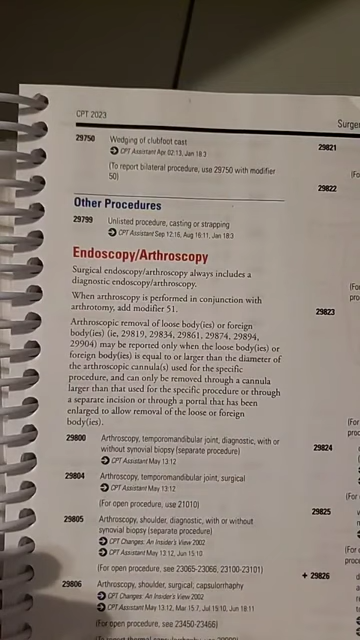 CPT 2023
29750 Wedging of clubfoot cast
CPT Assistant Apr 02:13, Jan 18:3
(To report bilateral procedure, use 29750 with modifier
50)
Other Procedures
29799 Unlisted procedure, casting or strapping
CPT Assistant Sep 12:16, Aug 16:11, Jan 18:3
Endoscopy/Arthroscopy
Surgical endoscopy/arthroscopy always includes a
diagnostic endoscopy/arthroscopy.
When arthroscopy is performed in conjunction with
arthrotomy, add modifier 51.
Arthroscopic removal of loose body(ies) or foreign
body(ies) (ie, 29819, 29834, 29861, 29874, 29894,
29904) may be reported only when the loose body(ies) or
foreign body(ies) is equal to or larger than the diameter of
the arthroscopic cannula(s) used for the specific
procedure, and can only be removed through a cannula
larger than that used for the specific procedure or through
a separate incision or through a portal that has been
enlarged to allow removal of the loose or foreign
body(ies).
29800 Arthroscopy, temporomandibular joint, diagnostic, with or
without synovial biopsy (separate procedure)
CPT Assistant May 13:12
29804 Arthroscopy, temporomandibular joint, surgical
CPT Assistant May 13:12
(For open procedure, use 21010)
29805 Arthroscopy, shoulder, diagnostic, with or without
synovial biopsy (separate procedure)
CPT Changes: An Insider's View 2002
CPT Assistant May 13:12, Jun 15:10
(For open procedure, see 23065-23066, 23100-23101)
29806 Arthroscopy, shoulder, surgical; capsulorrhaphy
CPT Changes: An Insider's View 2002
CPT Assistant May 13:12, Mar 15:7, Jul 15:10, Jun 18:11
(For open procedure, see 23450-23466)
Surge
29821
(Fo
29822
(For
pro
29823
(For
proc
29824
(For
29825
(For
proc
+ 29826